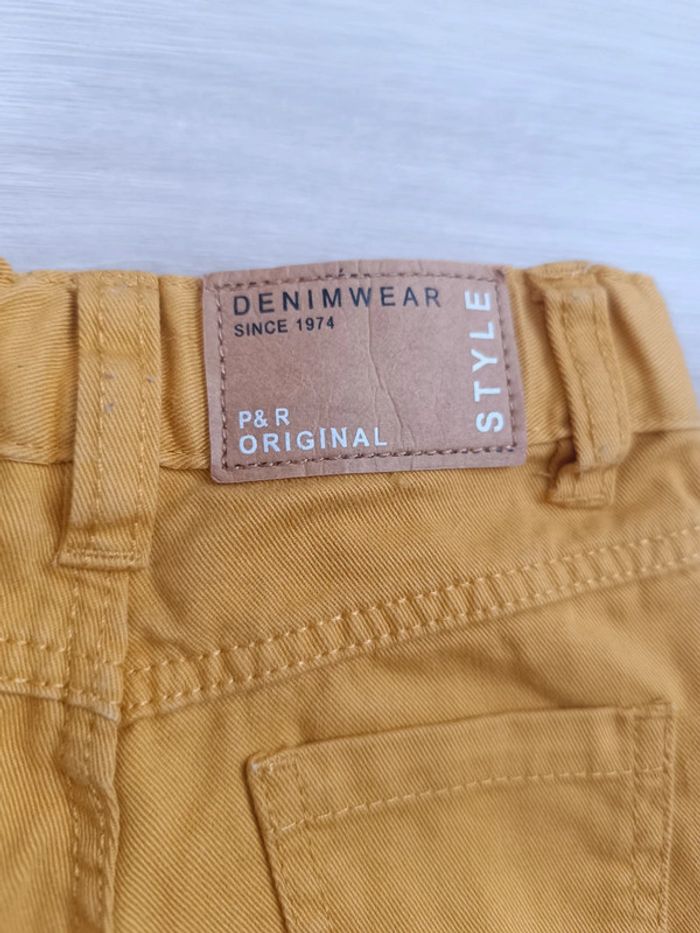 DENIMWEAR
SINCE 1974
STYLE
P& R
ORIGINAL